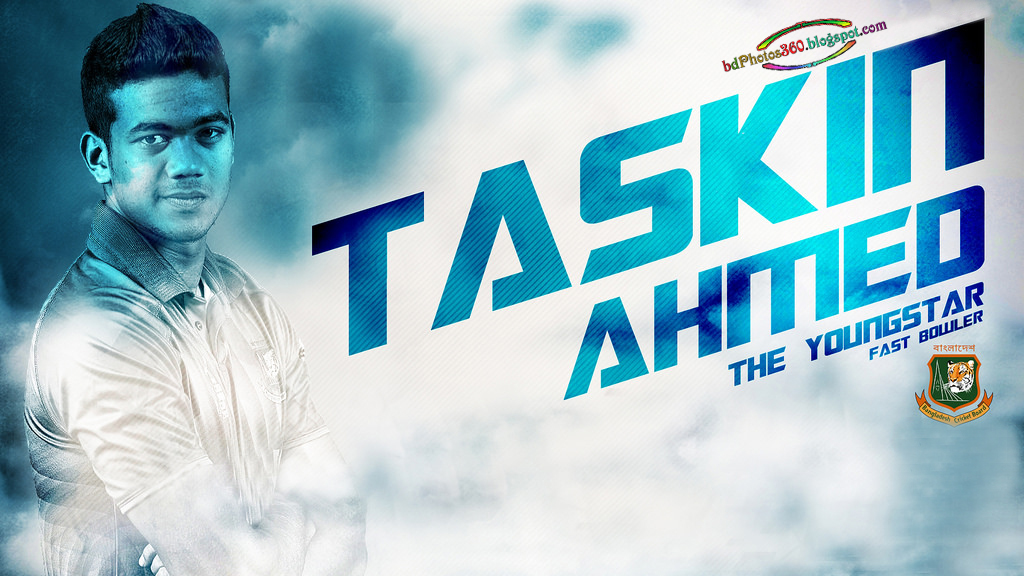 bdPhotos360.blogspot.com
TASKIN
AHMED
THE YOUNGSTAR
FAST BOWLER
বাংলাদেশ
Bangladesh Cricket Board